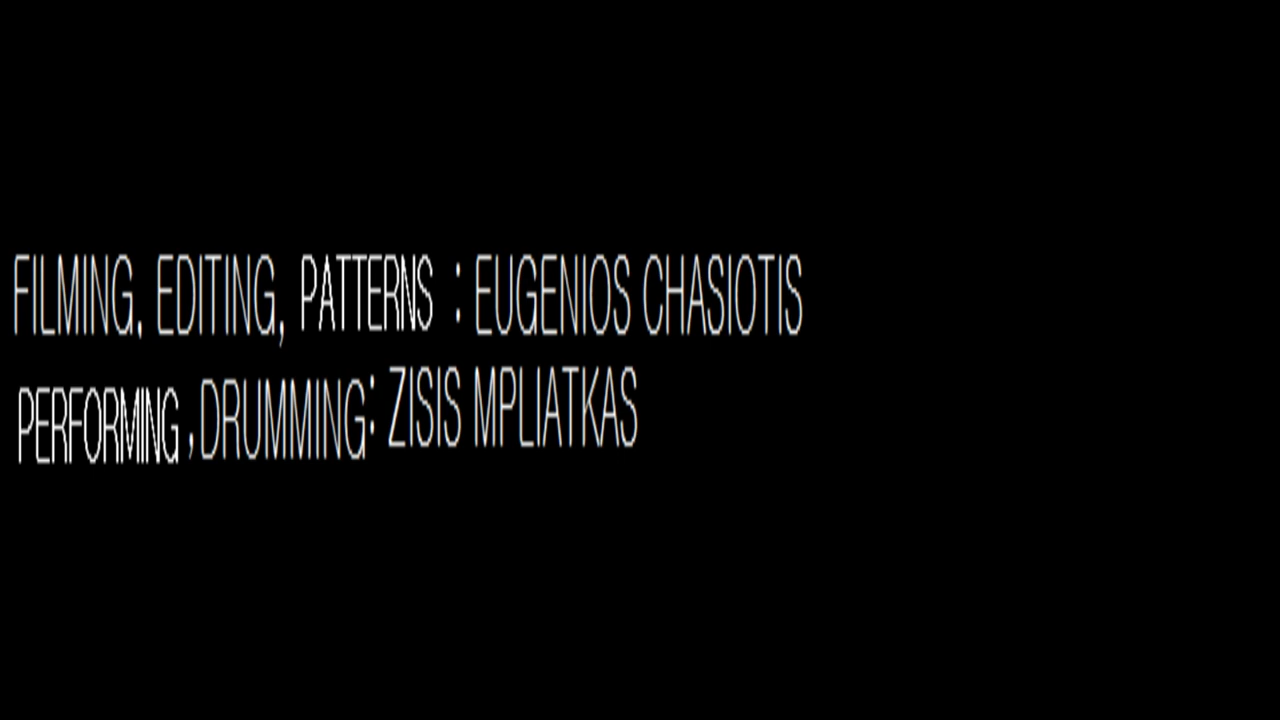 FILMING, EDITING, PATTERNS : EUGENIOS CHASIOTIS
PERFORMING ,DRUMMING: ZISIS MPLIATKAS